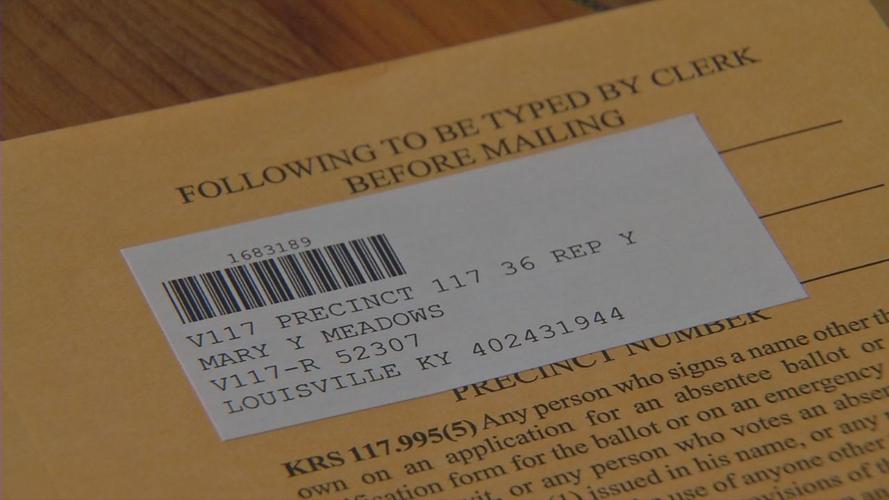 FOLLOWING TO BE TYPED BY CLERK
BEFORE MAILING
1683189
V117 PRECINCT 117 36 REP Y
MARY Y MEADOWS
V117-R 52307
LOUISVILLE KY 402431944
PRECINCT NUMBER
KRS 117.995(5) Any person who signs a name other
own on an application for an absentee ballot or
form for the ballot or on an emergency
or any person who votes an
issued in his name, or any
use of anyone other